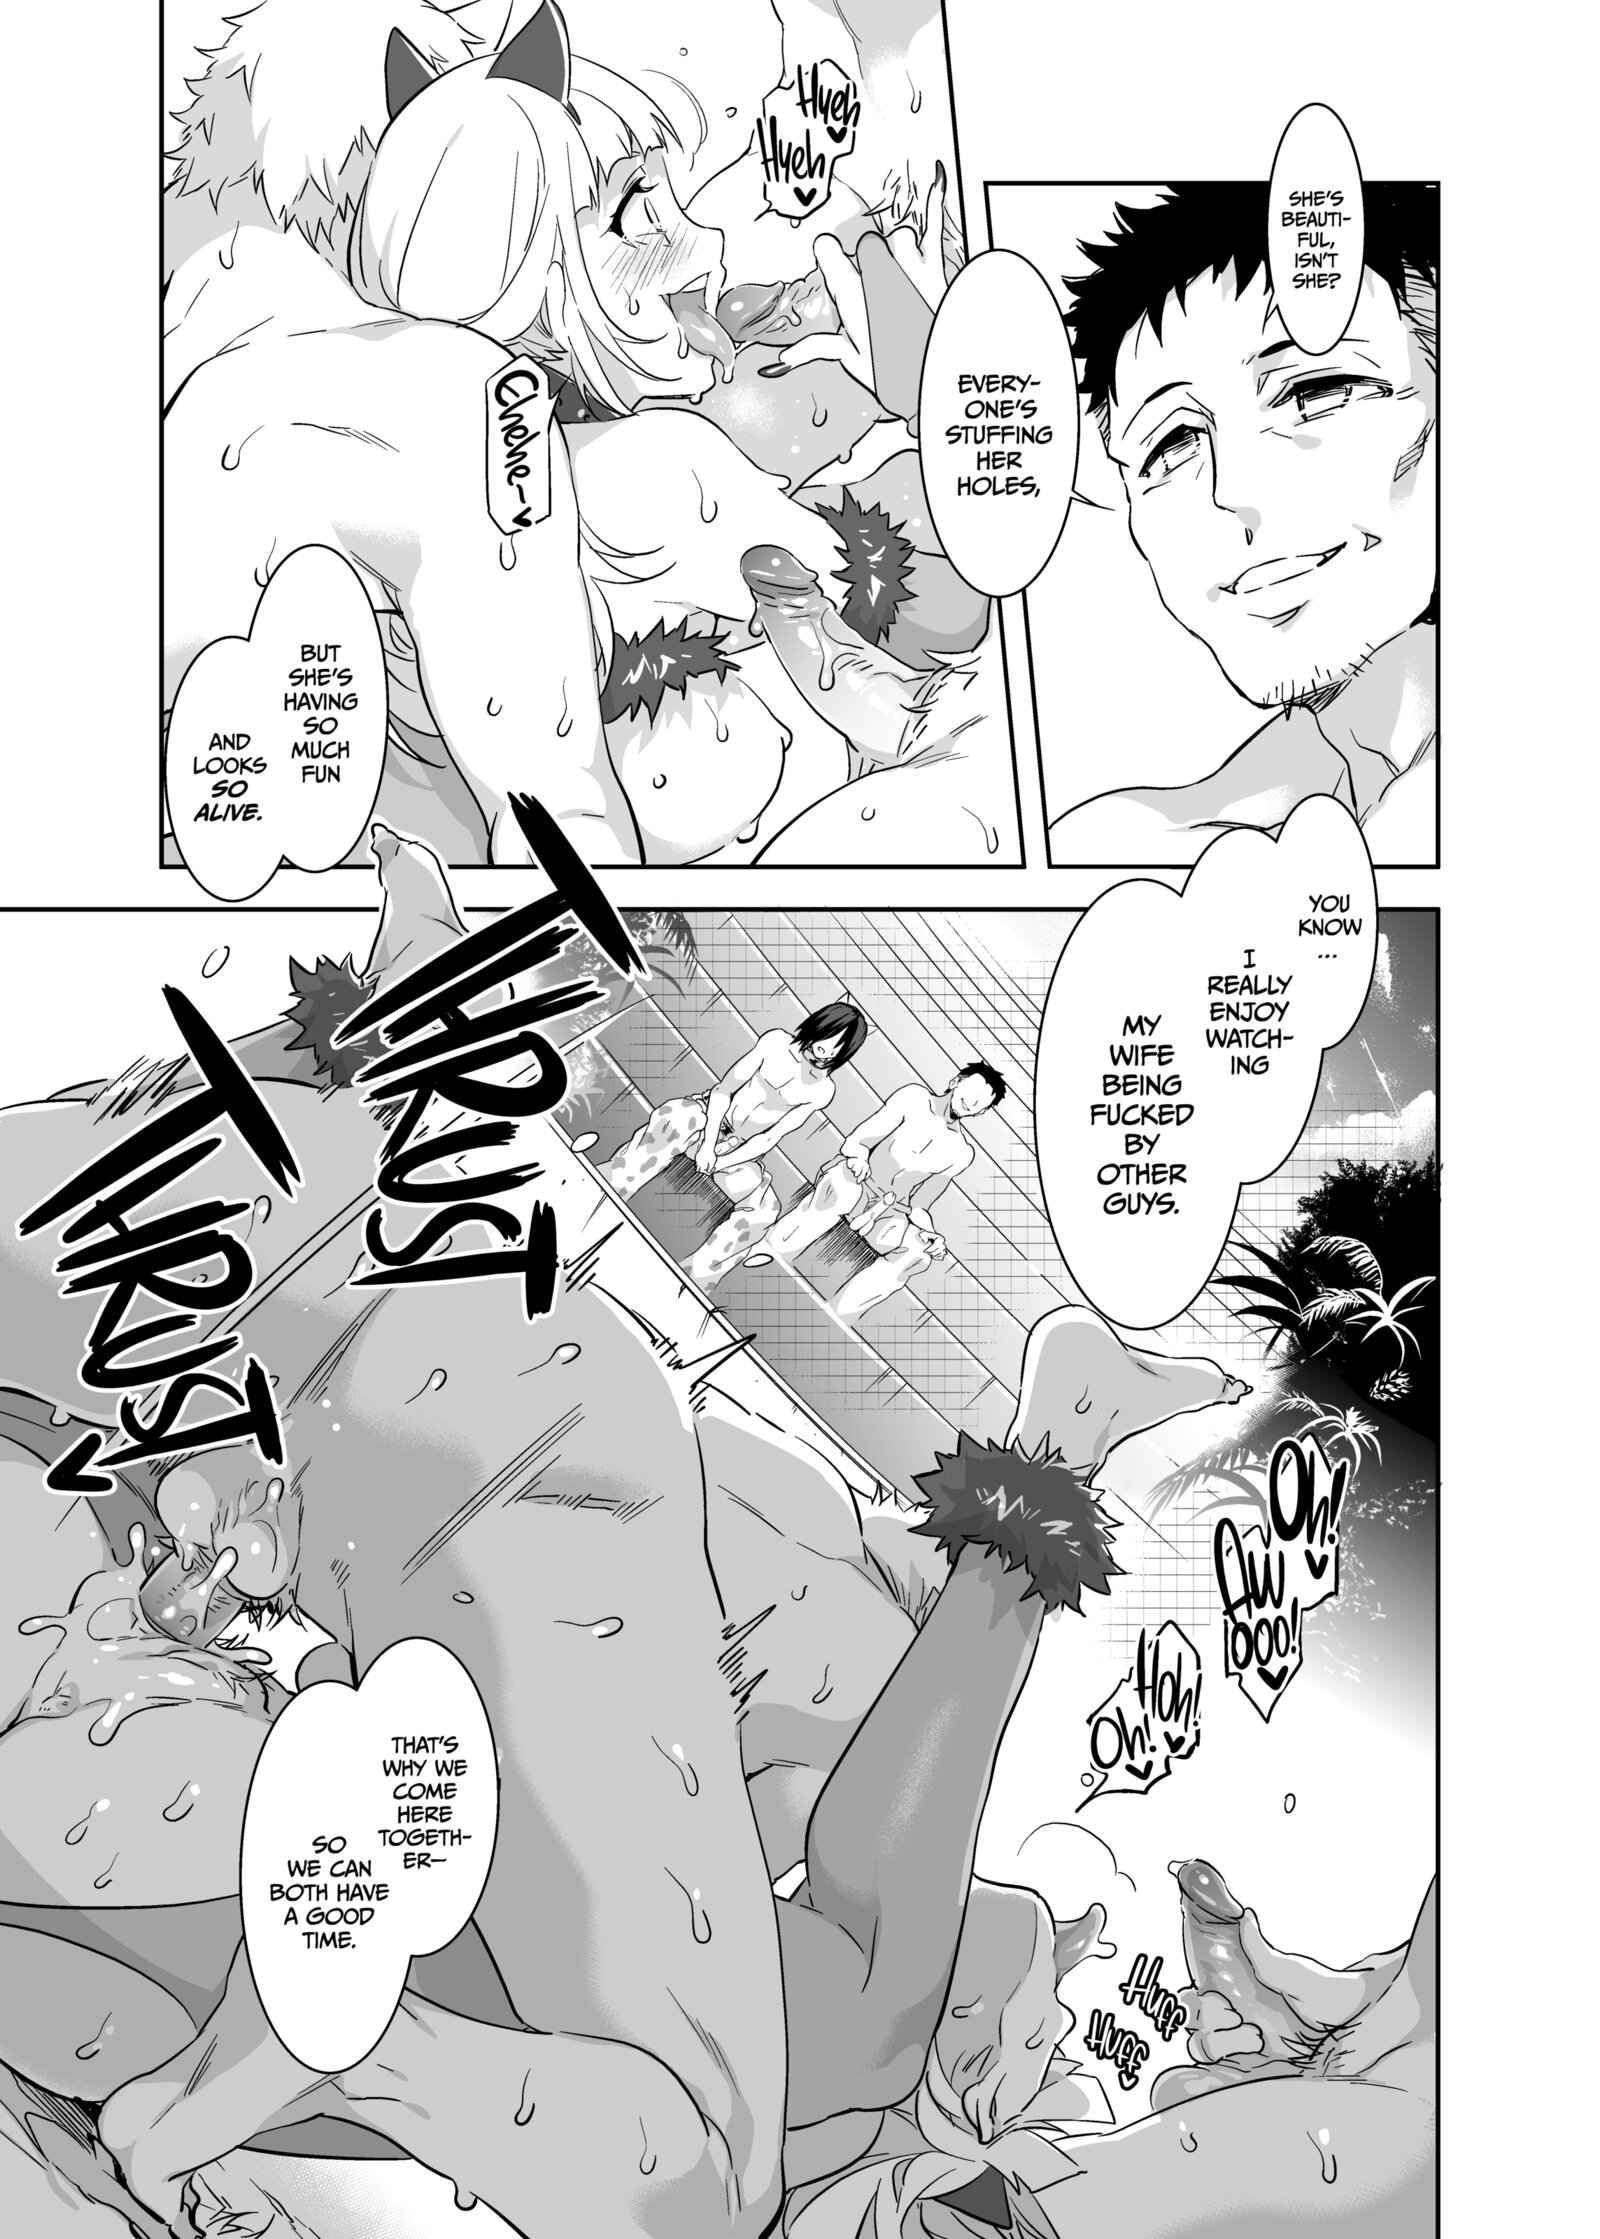 SHE'S
BEAUTI-
FUL,
ISN'T
SHE?
EVERY-
ONE'S
STUFFING
HER
HOLES,
Hyeh
Hyeh
Ehehe~
BUT
SHE'S
HAVING
SO
MUCH
FUN
AND
LOOKS
SO
ALIVE.
YOU
KNOW
...
I
REALLY
ENJOY
WATCH-
ING
MY
WIFE
BEING
FUCKED
BY
OTHER
GUYS.
THRUST
THRUST
Oh!
AW
OOO!
Hoh!
Oh!
THAT'S
WHY WE
COME
HERE
TOGETH-
ER—
SO
WE CAN
BOTH HAVE
A GOOD
TIME.
HUFF
HUFF